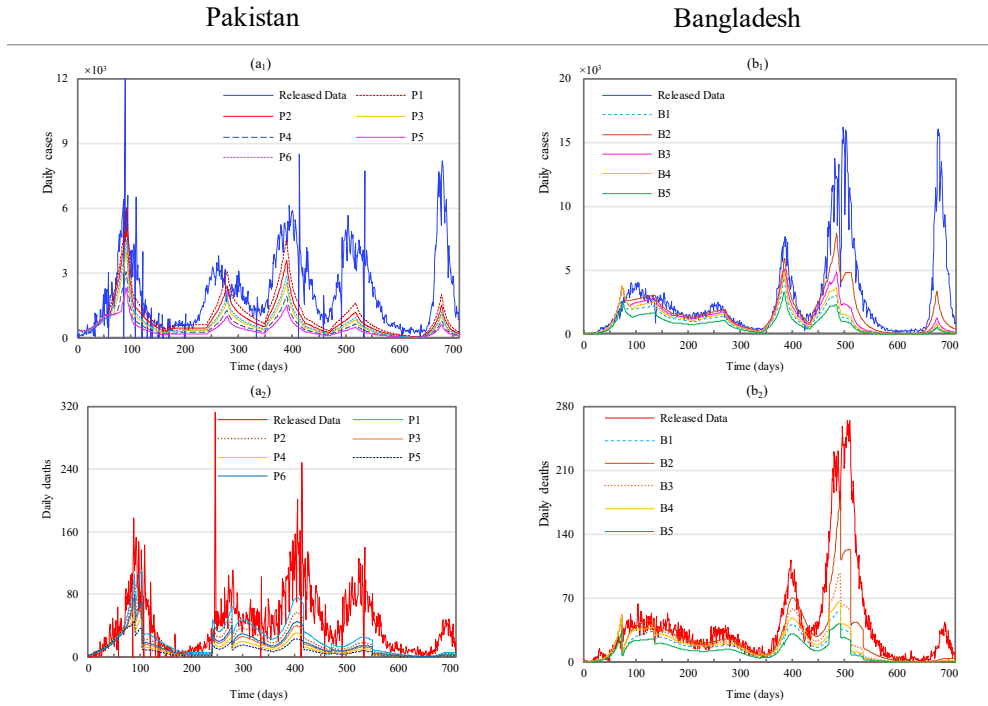 Pakistan
Bangladesh
(a1)
×10³
12
9
6
3
0
Daily cases
Released Data
P1
P2
P3
P4
P5
P6
0 100 200 300 400 500 600 700
Time (days)
(b1)
×10³
20
15
10
5
0
Daily cases
Released Data
B1
B2
B3
B4
B5
0 100 200 300 400 500 600 700
Time (days)
(a2)
320
240
160
80
0
Daily deaths
Released Data
P1
P2
P3
P4
P5
P6
0 100 200 300 400 500 600 700
Time (days)
(b2)
280
210
140
70
0
Daily deaths
Released Data
B1
B2
B3
B4
B5
0 100 200 300 400 500 600 700
Time (days)